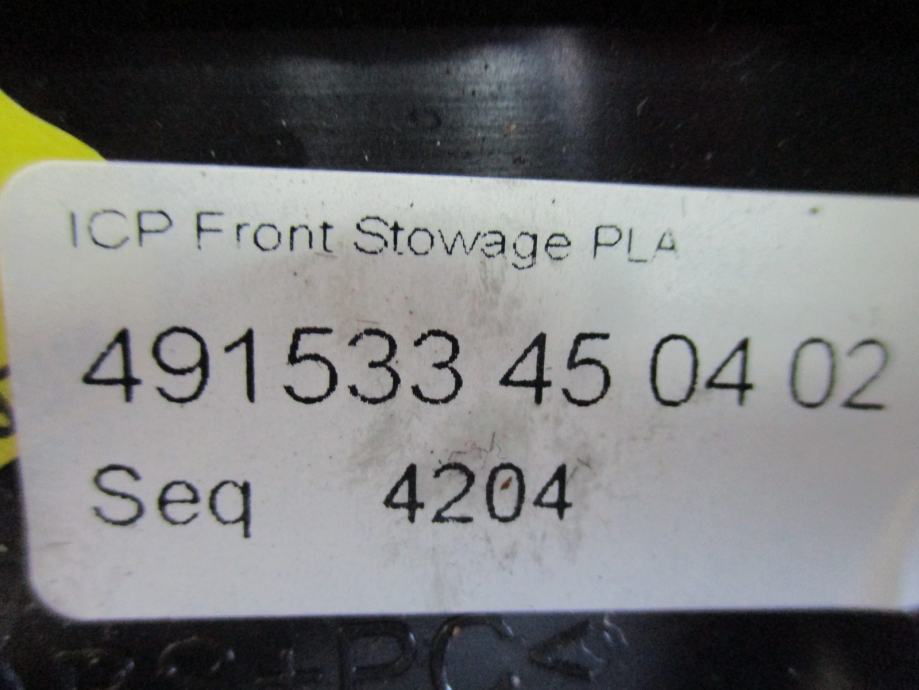 ICP Front Stowage PLA
491533 45 04 02
Seq 4204